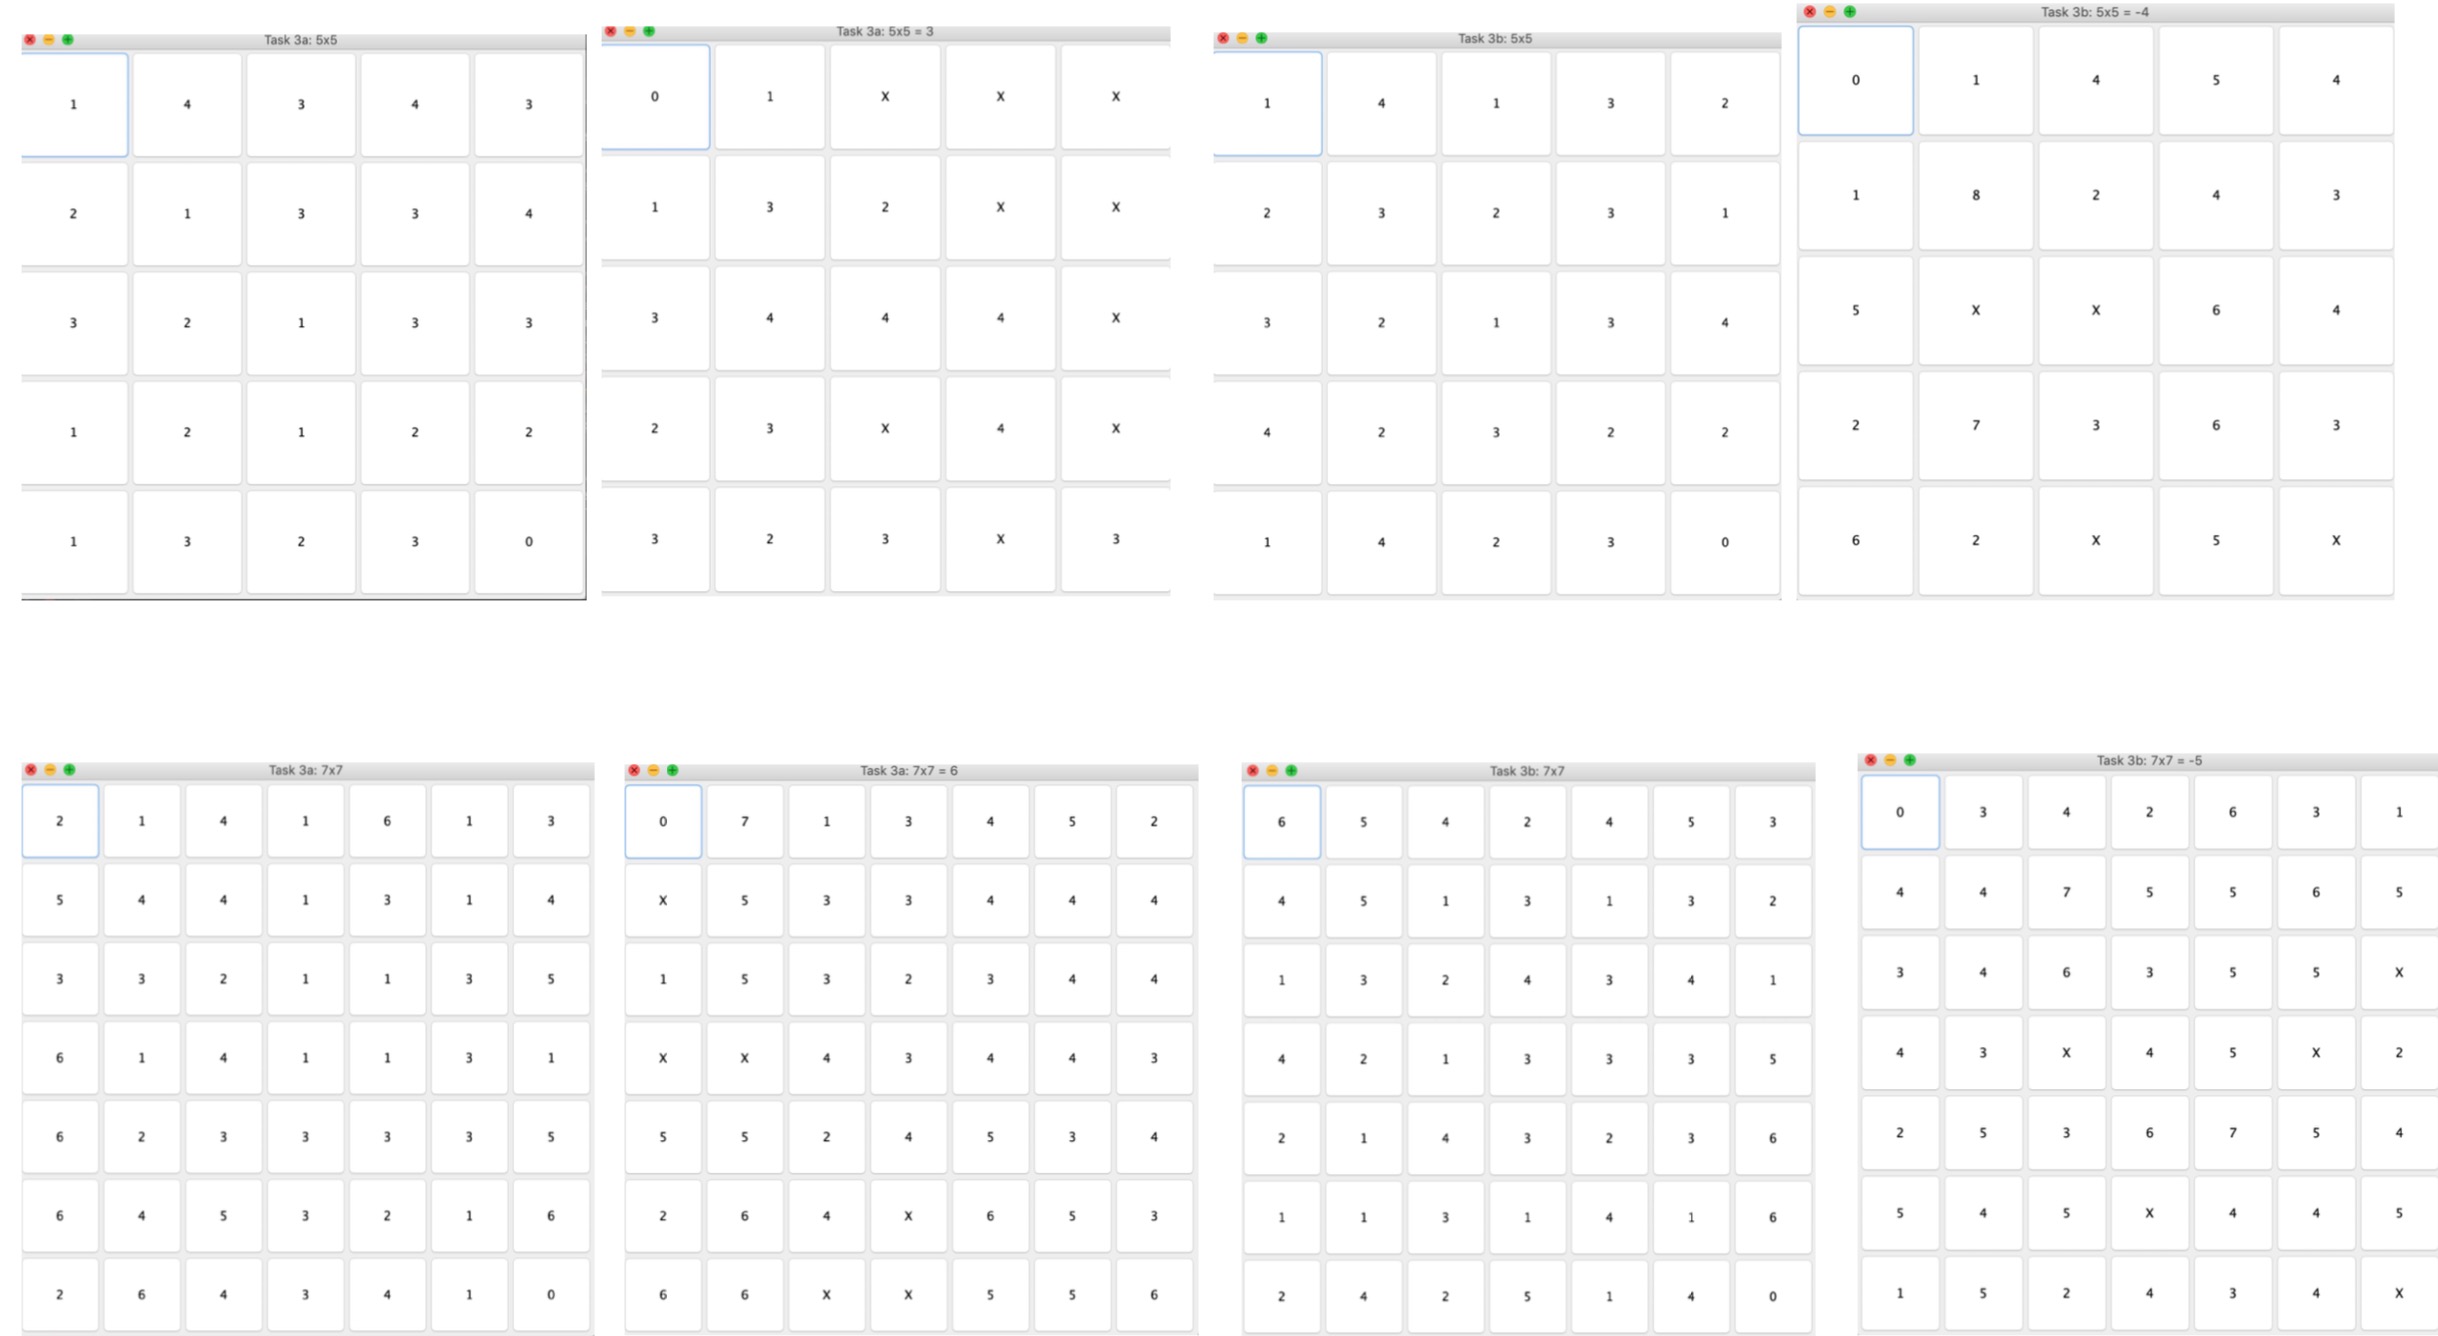 Task 3a: 5x5
1 4 3 4 3
2 1 3 3 4
3 2 1 3 3
1 2 1 2 2
1 3 2 3 0
Task 3a: 5x5 = 3
0 1 X X X
1 3 2 X X
3 4 4 4 X
2 3 X 4 X
3 2 3 X 3
Task 3b: 5x5
1 4 1 3 2
2 3 2 3 1
3 2 1 3 4
4 2 3 2 2
1 4 2 3 0
Task 3b: 5x5 = -4
0 1 4 5 4
1 8 2 4 3
5 X X 6 4
2 7 3 6 3
6 2 X 5 X
Task 3a: 7x7
2 1 4 1 6 1 3
5 4 4 1 3 1 4
3 3 2 1 1 3 5
6 1 4 1 1 3 1
6 2 3 3 3 3 5
6 4 5 3 2 1 6
2 6 4 3 4 1 0
Task 3a: 7x7 = 6
0 7 1 3 4 5 2
X 5 3 3 4 4 4
1 5 3 2 3 4 4
X X 4 3 4 4 3
5 5 2 4 5 3 4
2 6 4 X 6 5 3
6 6 X X 5 5 6
Task 3b: 7x7
6 5 4 2 4 5 3
4 5 1 3 1 3 2
1 3 2 4 3 4 1
4 2 1 3 3 3 5
2 1 4 3 2 3 6
1 1 3 1 4 1 6
2 4 2 5 1 4 0
Task 3b: 7x7 = -5
0 3 4 2 6 3 1
4 4 7 5 5 6 5
3 4 6 3 5 5 X
4 3 X 4 5 X 2
2 5 3 6 7 5 4
5 4 5 X 4 4 5
1 5 2 4 3 4 X